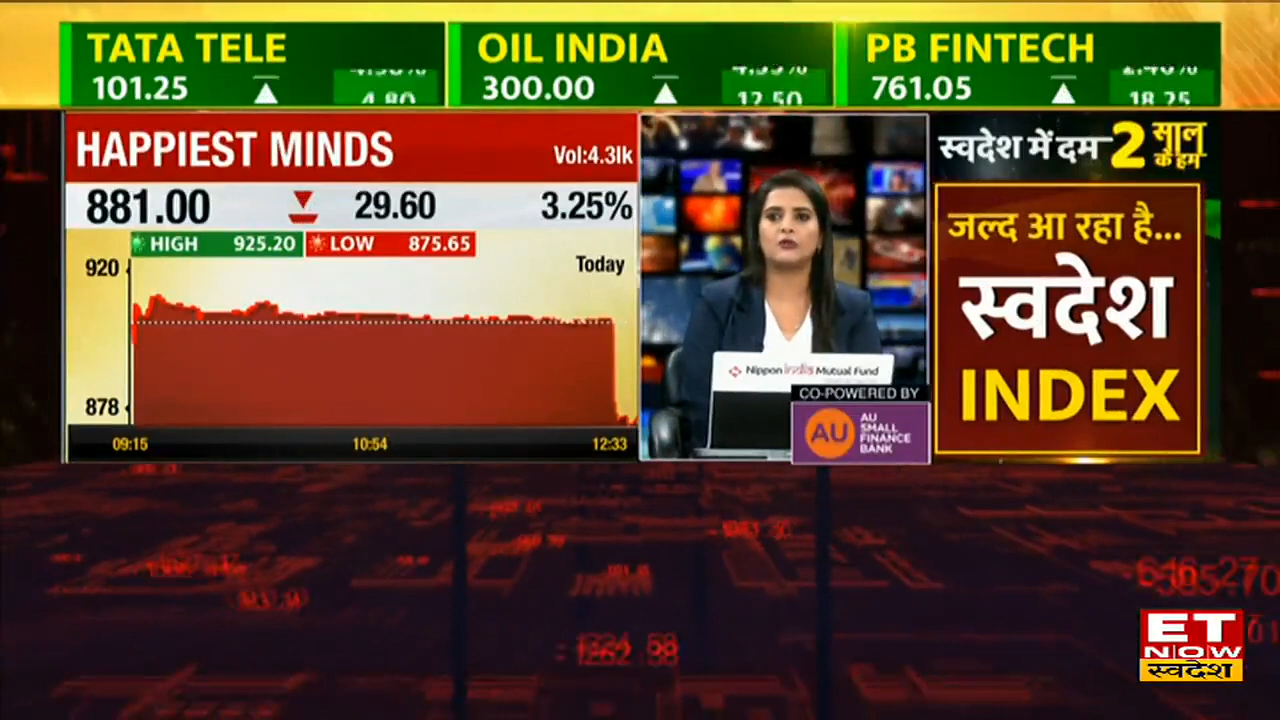 TATA TELE
101.25
4.80
OIL INDIA
300.00
12.50
PB FINTECH
761.05
18.25
HAPPIEST MINDS
Vol:4.3lk
881.00
29.60
3.25%
HIGH 925.20
LOW 875.65
920
Today
878
09:15
10:54
12:33
Nippon india Mutual Fund
CO-POWERED BY
AU
AU
SMALL
FINANCE
BANK
स्वदेश में दम 2 साल
के हम
जल्द आ रहा है...
स्वदेश
INDEX
ET
NOW
स्वदेश